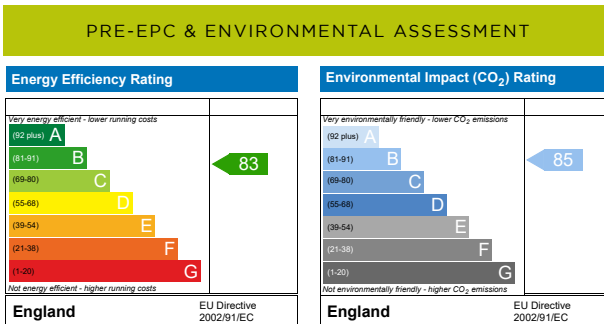 PRE-EPC & ENVIRONMENTAL ASSESSMENT
Energy Efficiency Rating
Very energy efficient - lower running costs
(92 plus) A
(81-91) B
83
(69-80) C
(55-68) D
(39-54) E
(21-38) F
(1-20) G
Not energy efficient - higher running costs
England
EU Directive
2002/91/EC
Environmental Impact (CO₂) Rating
Very environmentally friendly - lower CO₂ emissions
(92 plus) A
(81-91) B
85
(69-80) C
(55-68) D
(39-54) E
(21-38) F
(1-20) G
Not environmentally friendly - higher CO₂ emissions
England
EU Directive
2002/91/EC